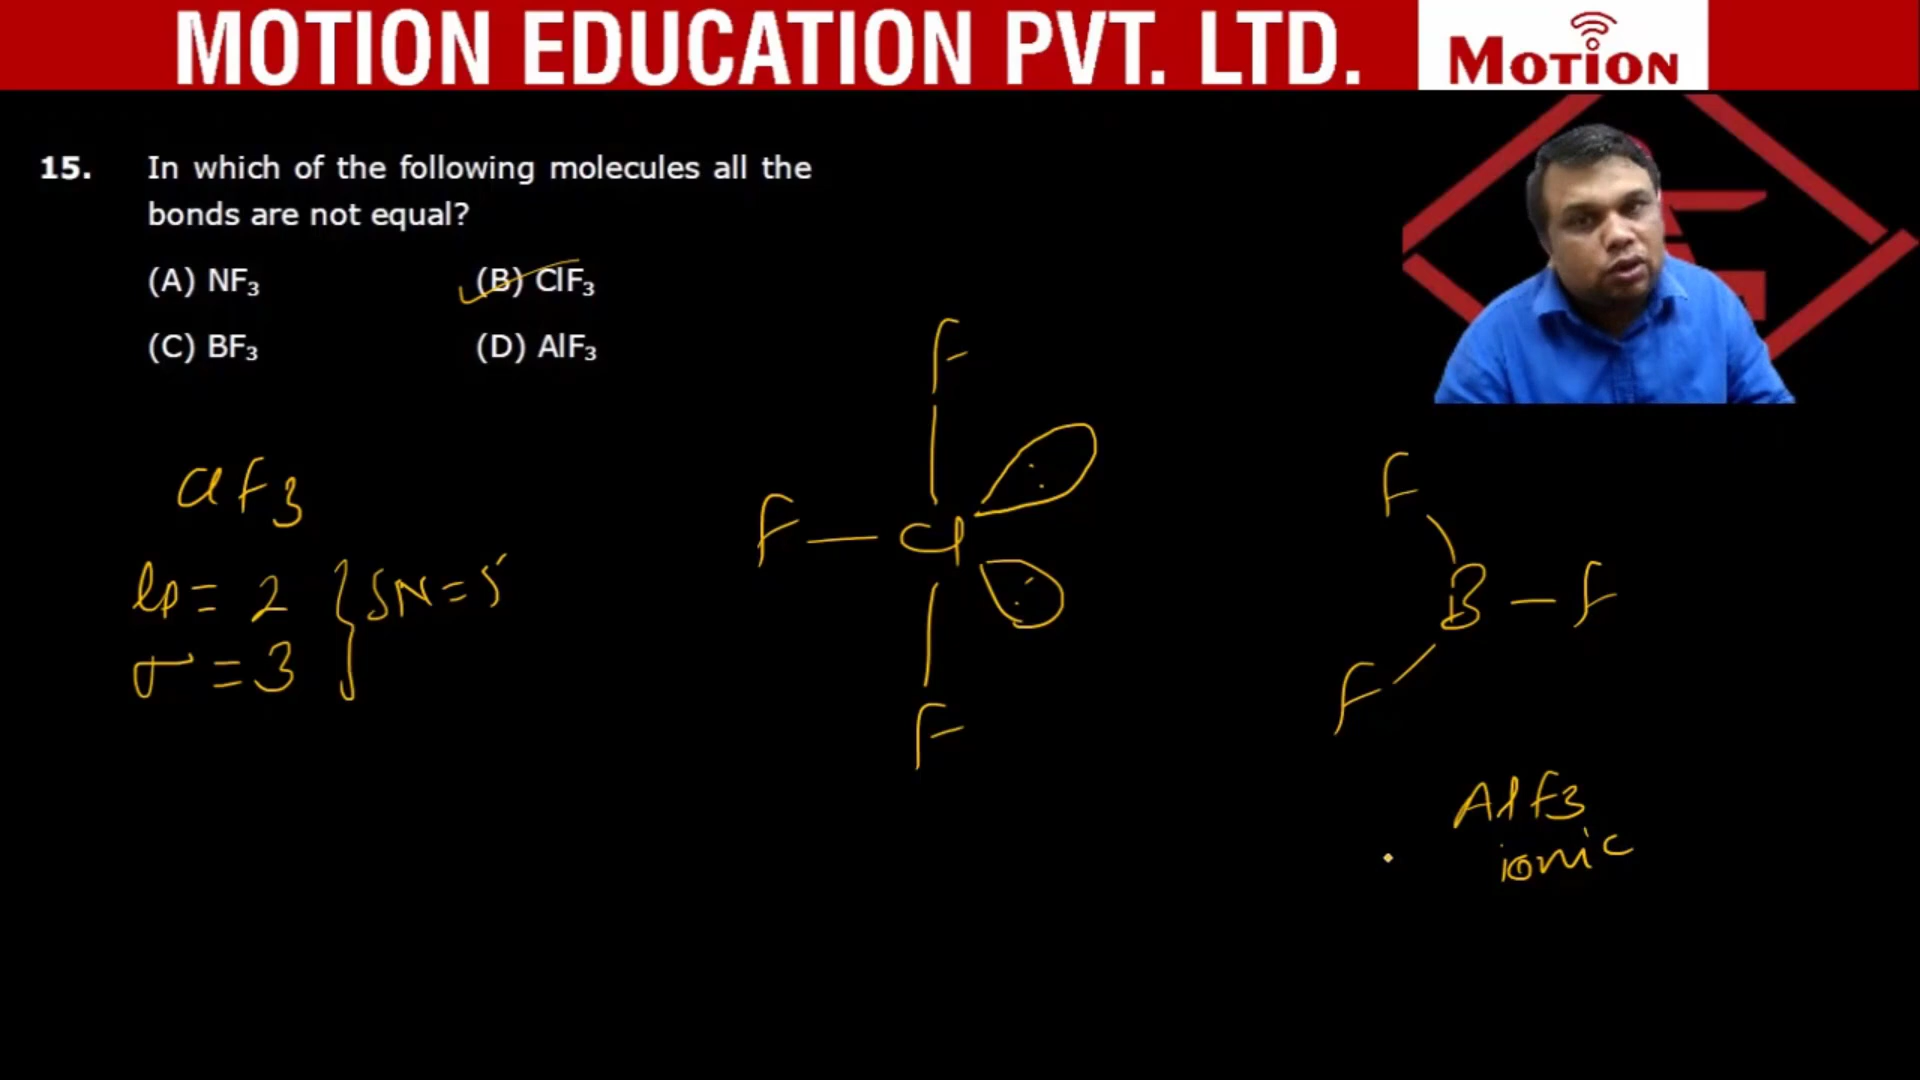 MOTION EDUCATION PVT. LTD.
MOTION
15. In which of the following molecules all the
bonds are not equal?
(A) NF₃ (B) ClF₃
(C) BF₃ (D) AlF₃
ClF3
lp = 2 } SN = 5
σ = 3
F
F — Cl
F
F
B — F
F
AlF3
ionic